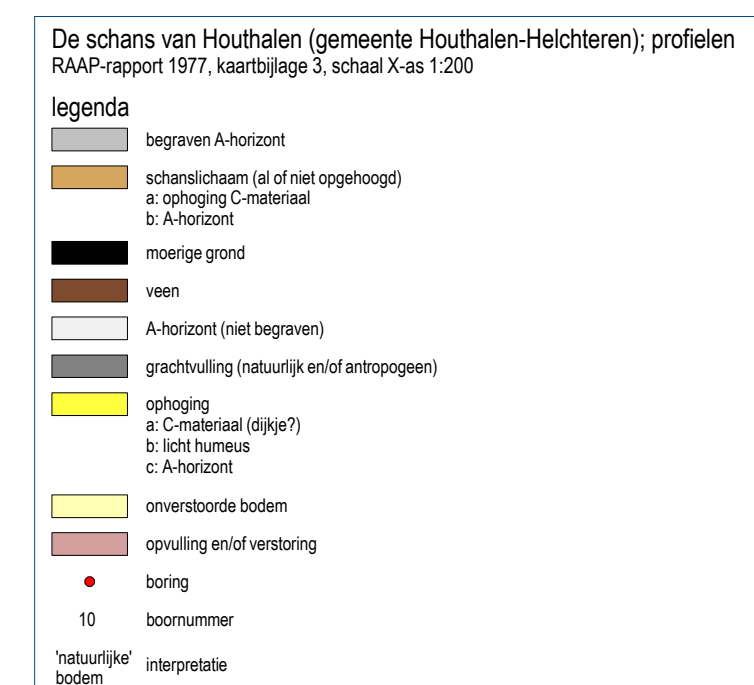 De schans van Houthalen (gemeente Houthalen-Helchteren); profielen
RAAP-rapport 1977, kaartbijlage 3, schaal X-as 1:200
legenda
begraven A-horizont
schanslichaam (al of niet opgehoogd)
a: ophoging C-materiaal
b: A-horizont
moerige grond
veen
A-horizont (niet begraven)
grachtvulling (natuurlijk en/of antropogeen)
ophoging
a: C-materiaal (dijkje?)
b: licht humeus
c: A-horizont
onverstoorde bodem
opvulling en/of verstoring
boring
10 boornummer
'natuurlijke' interpretatie
bodem